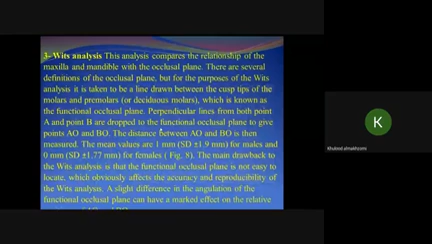 3- Wits analysis This analysis compares the relationship of the
maxilla and mandible with the occlusal plane. There are several
definitions of the occlusal plane, but for the purposes of the Wits
analysis it is taken to be a line drawn between the cusp tips of the
molars and premolars (or deciduous molars), which is known as
the functional occlusal plane. Perpendicular lines from both point
A and point B are dropped to the functional occlusal plane to give
points AO and BO. The distance between AO and BO is then
measured. The mean values are 1 mm (SD ±1.9 mm) for males and
0 mm (SD ±1.77 mm) for females ( Fig. 8). The main drawback to
the Wits analysis is that the functional occlusal plane is not easy to
locate, which obviously affects the accuracy and reproducibility of
the Wits analysis. A slight difference in the angulation of the
functional occlusal plane can have a marked effect on the relative
K